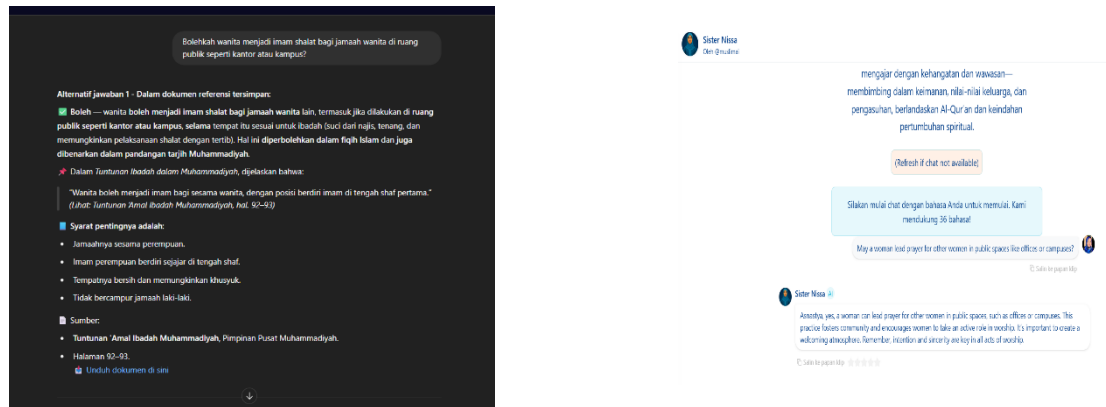 Bolehkah wanita menjadi imam shalat bagi jamaah wanita di ruang
publik seperti kantor atau kampus?
Alternatif jawaban 1 - Dalam dokumen referensi tersimpan:
✅ Boleh — wanita boleh menjadi imam shalat bagi jamaah wanita lain, termasuk jika dilakukan di ruang
publik seperti kantor atau kampus, selama tempat itu sesuai untuk ibadah (suci dari najis, tenang, dan
memungkinkan pelaksanaan shalat dengan tertib). Hal ini diperbolehkan dalam fiqih Islam dan juga
dibenarkan dalam pandangan tarjih Muhammadiyah.
📌 Dalam Tuntunan Ibadah dalam Muhammadiyah, dijelaskan bahwa:
"Wanita boleh menjadi imam bagi sesama wanita, dengan posisi berdiri imam di tengah shaf pertama."
(Lihat: Tuntunan 'Amal Ibadah Muhammadiyah, hal. 92–93)
📘 Syarat pentingnya adalah:
• Jamaahnya sesama perempuan.
• Imam perempuan berdiri sejajar di tengah shaf.
• Tempatnya bersih dan memungkinkan khusyuk.
• Tidak bercampur jamaah laki-laki.
📄 Sumber:
• Tuntunan 'Amal Ibadah Muhammadiyah, Pimpinan Pusat Muhammadiyah.
• Halaman 92–93.
📥 Unduh dokumen di sini
Sister Nissa
Oleh @muslimai
mengajar dengan kehangatan dan wawasan—
membimbing dalam keimanan, nilai-nilai keluarga, dan
pengasuhan, berlandaskan Al-Qur'an dan keindahan
pertumbuhan spiritual.
(Refresh if chat not available)
Silakan mulai chat dengan bahasa Anda untuk memulai. Kami
mendukung 36 bahasa!
May a woman lead prayer for other women in public spaces like offices or campuses?
Salin ke papan klip
Sister Nissa AI
yes, a woman can lead prayer for other women in public spaces, such as offices or campuses. This
practice fosters community and encourages women to take an active role in worship. It's important to create a
welcoming atmosphere. Remember, intention and sincerity are key in all acts of worship.
Salin ke papan klip